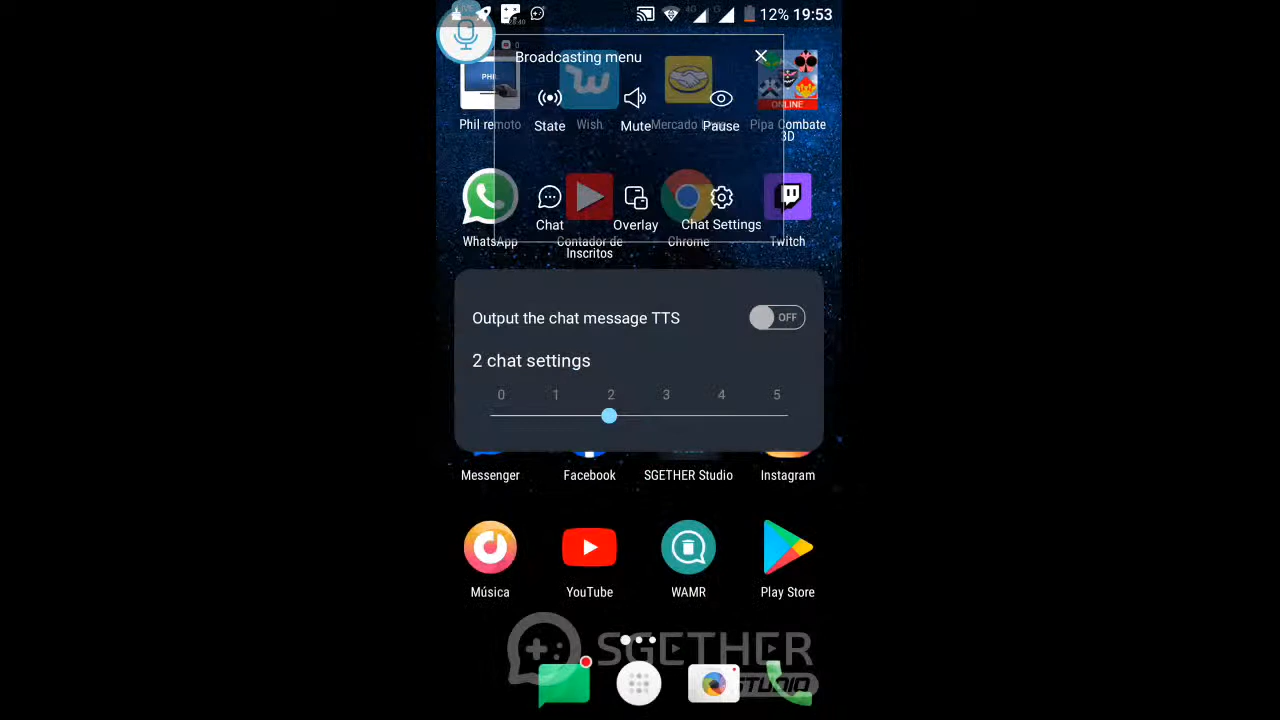 12% 19:53
Broadcasting menu
State
Mute
Pause
Phil remoto
Wish
Mercado
Pipa Combate
3D
ONLINE
Chat
Overlay
Chat Settings
WhatsApp
Contador de
Inscritos
Chrome
Twitch
Output the chat message TTS
OFF
2 chat settings
0 1 2 3 4 5
Messenger
Facebook
SGETHER Studio
Instagram
Música
YouTube
WAMR
Play Store
SGETHER
STUDIO